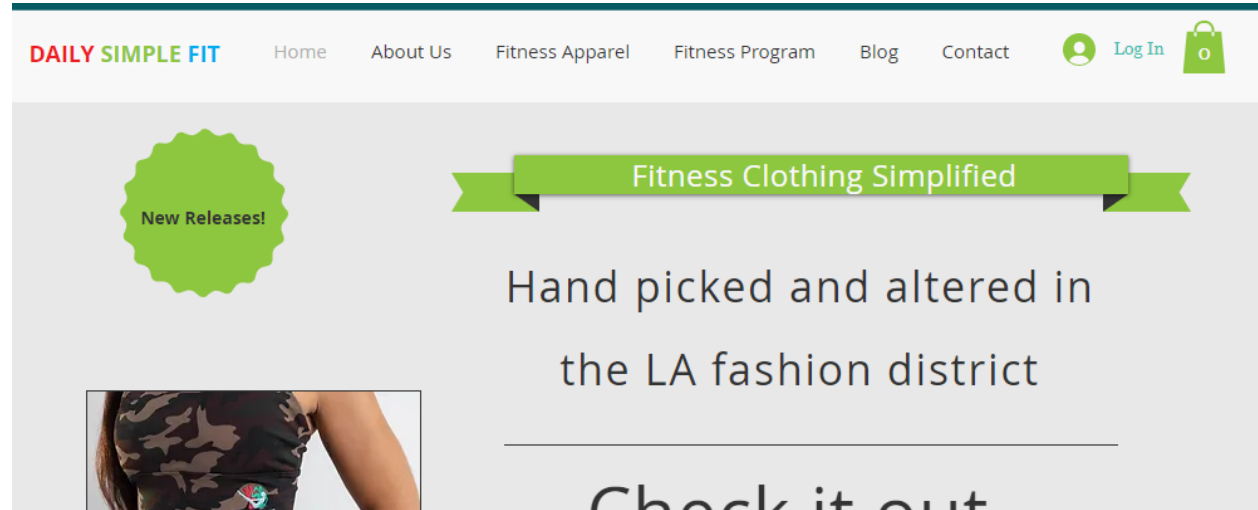 DAILY SIMPLE FIT
Home
About Us
Fitness Apparel
Fitness Program
Blog
Contact
Log In
0
New Releases!
Fitness Clothing Simplified
Hand picked and altered in
the LA fashion district
Check it out